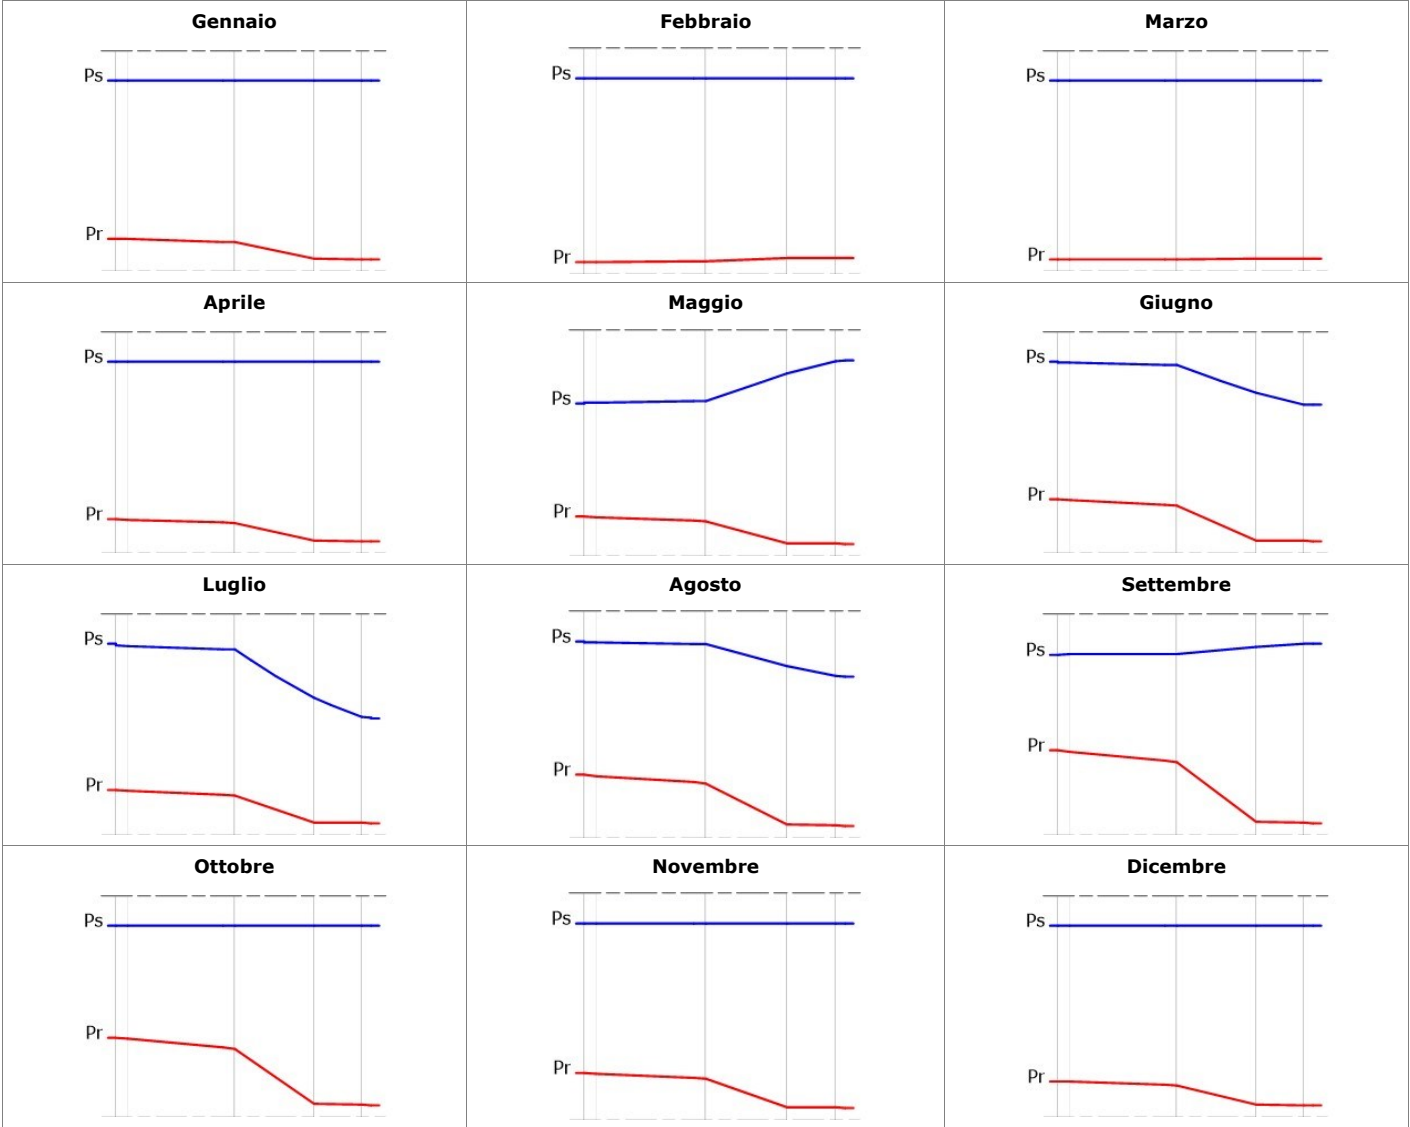 Gennaio
Febbraio
Marzo
Ps
Ps
Ps
Pr
Pr
Pr
Aprile
Maggio
Giugno
Ps
Ps
Ps
Pr
Pr
Pr
Luglio
Agosto
Settembre
Ps
Ps
Ps
Pr
Pr
Pr
Ottobre
Novembre
Dicembre
Ps
Ps
Ps
Pr
Pr
Pr